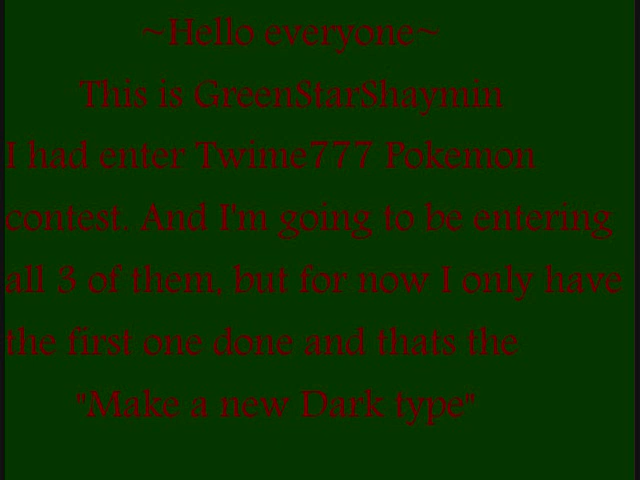 ~Hello everyone~
This is GreenStarShaymin
I had enter Twime777 Pokemon
contest. And I'm going to be entering
all 3 of them, but for now I only have
the first one done and thats the
"Make a new Dark type"